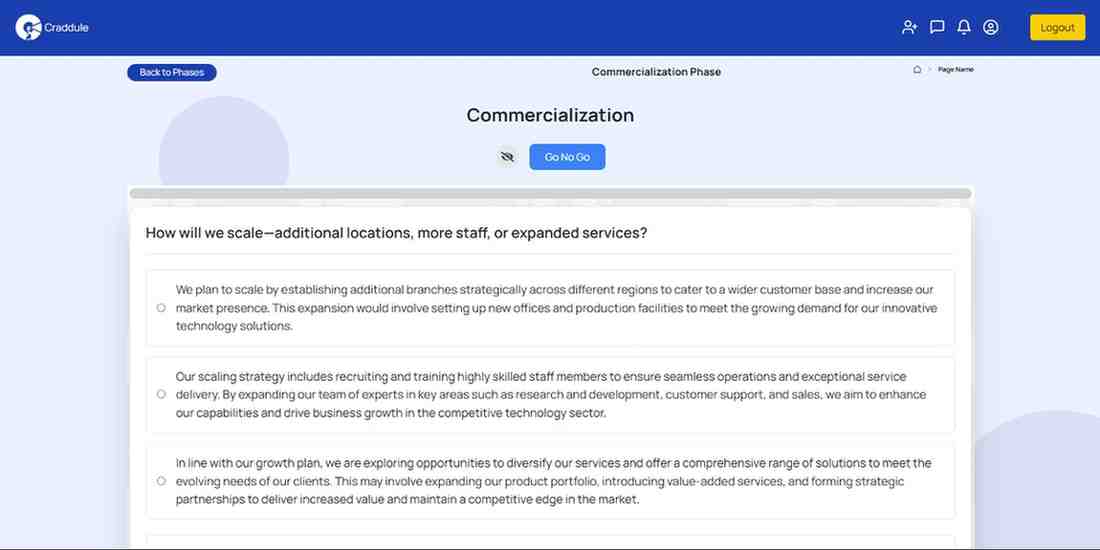 Craddule
Logout
Back to Phases
Commercialization Phase
Page Name
Commercialization
Go No Go
How will we scale—additional locations, more staff, or expanded services?
We plan to scale by establishing additional branches strategically across different regions to cater to a wider customer base and increase our
market presence. This expansion would involve setting up new offices and production facilities to meet the growing demand for our innovative
technology solutions.
Our scaling strategy includes recruiting and training highly skilled staff members to ensure seamless operations and exceptional service
delivery. By expanding our team of experts in key areas such as research and development, customer support, and sales, we aim to enhance
our capabilities and drive business growth in the competitive technology sector.
In line with our growth plan, we are exploring opportunities to diversify our services and offer a comprehensive range of solutions to meet the
evolving needs of our clients. This may involve expanding our product portfolio, introducing value-added services, and forming strategic
partnerships to deliver increased value and maintain a competitive edge in the market.